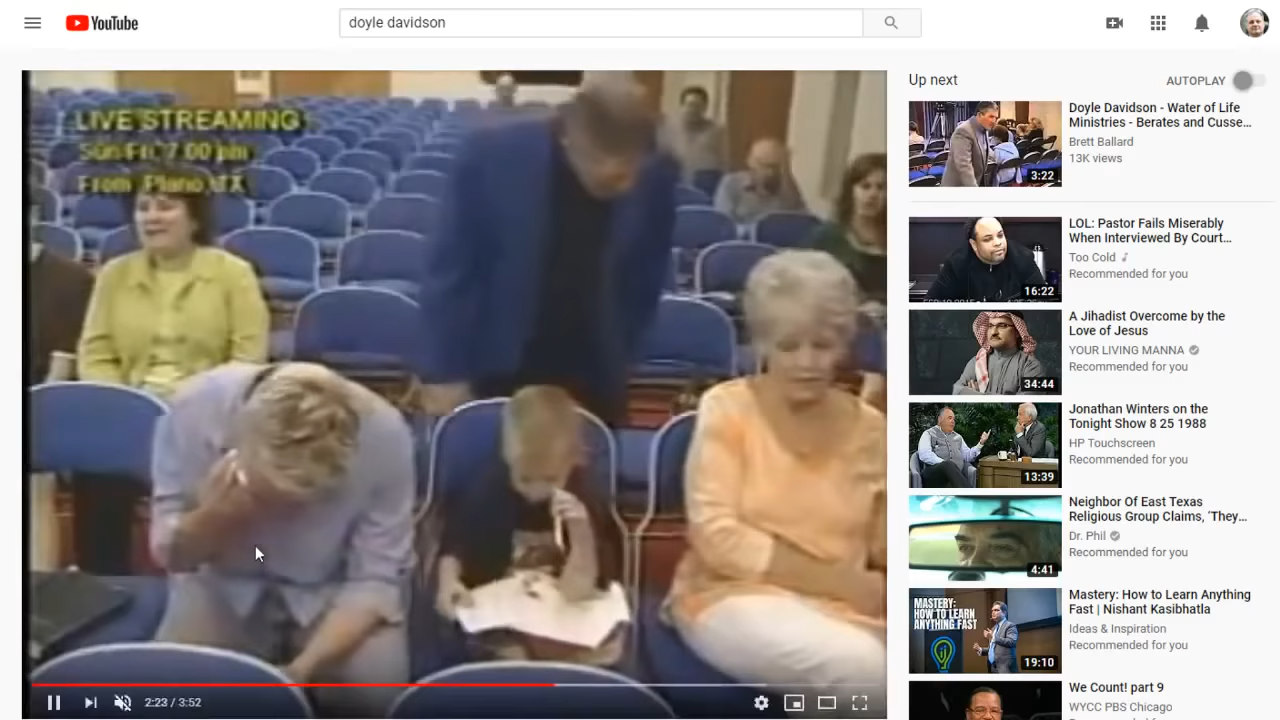 YouTube
doyle davidson
LIVE STREAMING
Sun-Fri, 7:00 pm
From Plano TX
2:23 / 3:52
Up next
AUTOPLAY
3:22
Doyle Davidson - Water of Life
Ministries - Berates and Cusse...
Brett Ballard
13K views
16:22
LOL: Pastor Fails Miserably
When Interviewed By Court...
Too Cold
Recommended for you
34:44
A Jihadist Overcome by the
Love of Jesus
YOUR LIVING MANNA
Recommended for you
13:39
Jonathan Winters on the
Tonight Show 8 25 1988
HP Touchscreen
Recommended for you
4:41
Neighbor Of East Texas
Religious Group Claims, ‘They...
Dr. Phil
Recommended for you
MASTERY:
HOW TO LEARN
ANYTHING FAST
19:10
Mastery: How to Learn Anything
Fast | Nishant Kasibhatla
Ideas & Inspiration
Recommended for you
We Count! part 9
WYCC PBS Chicago